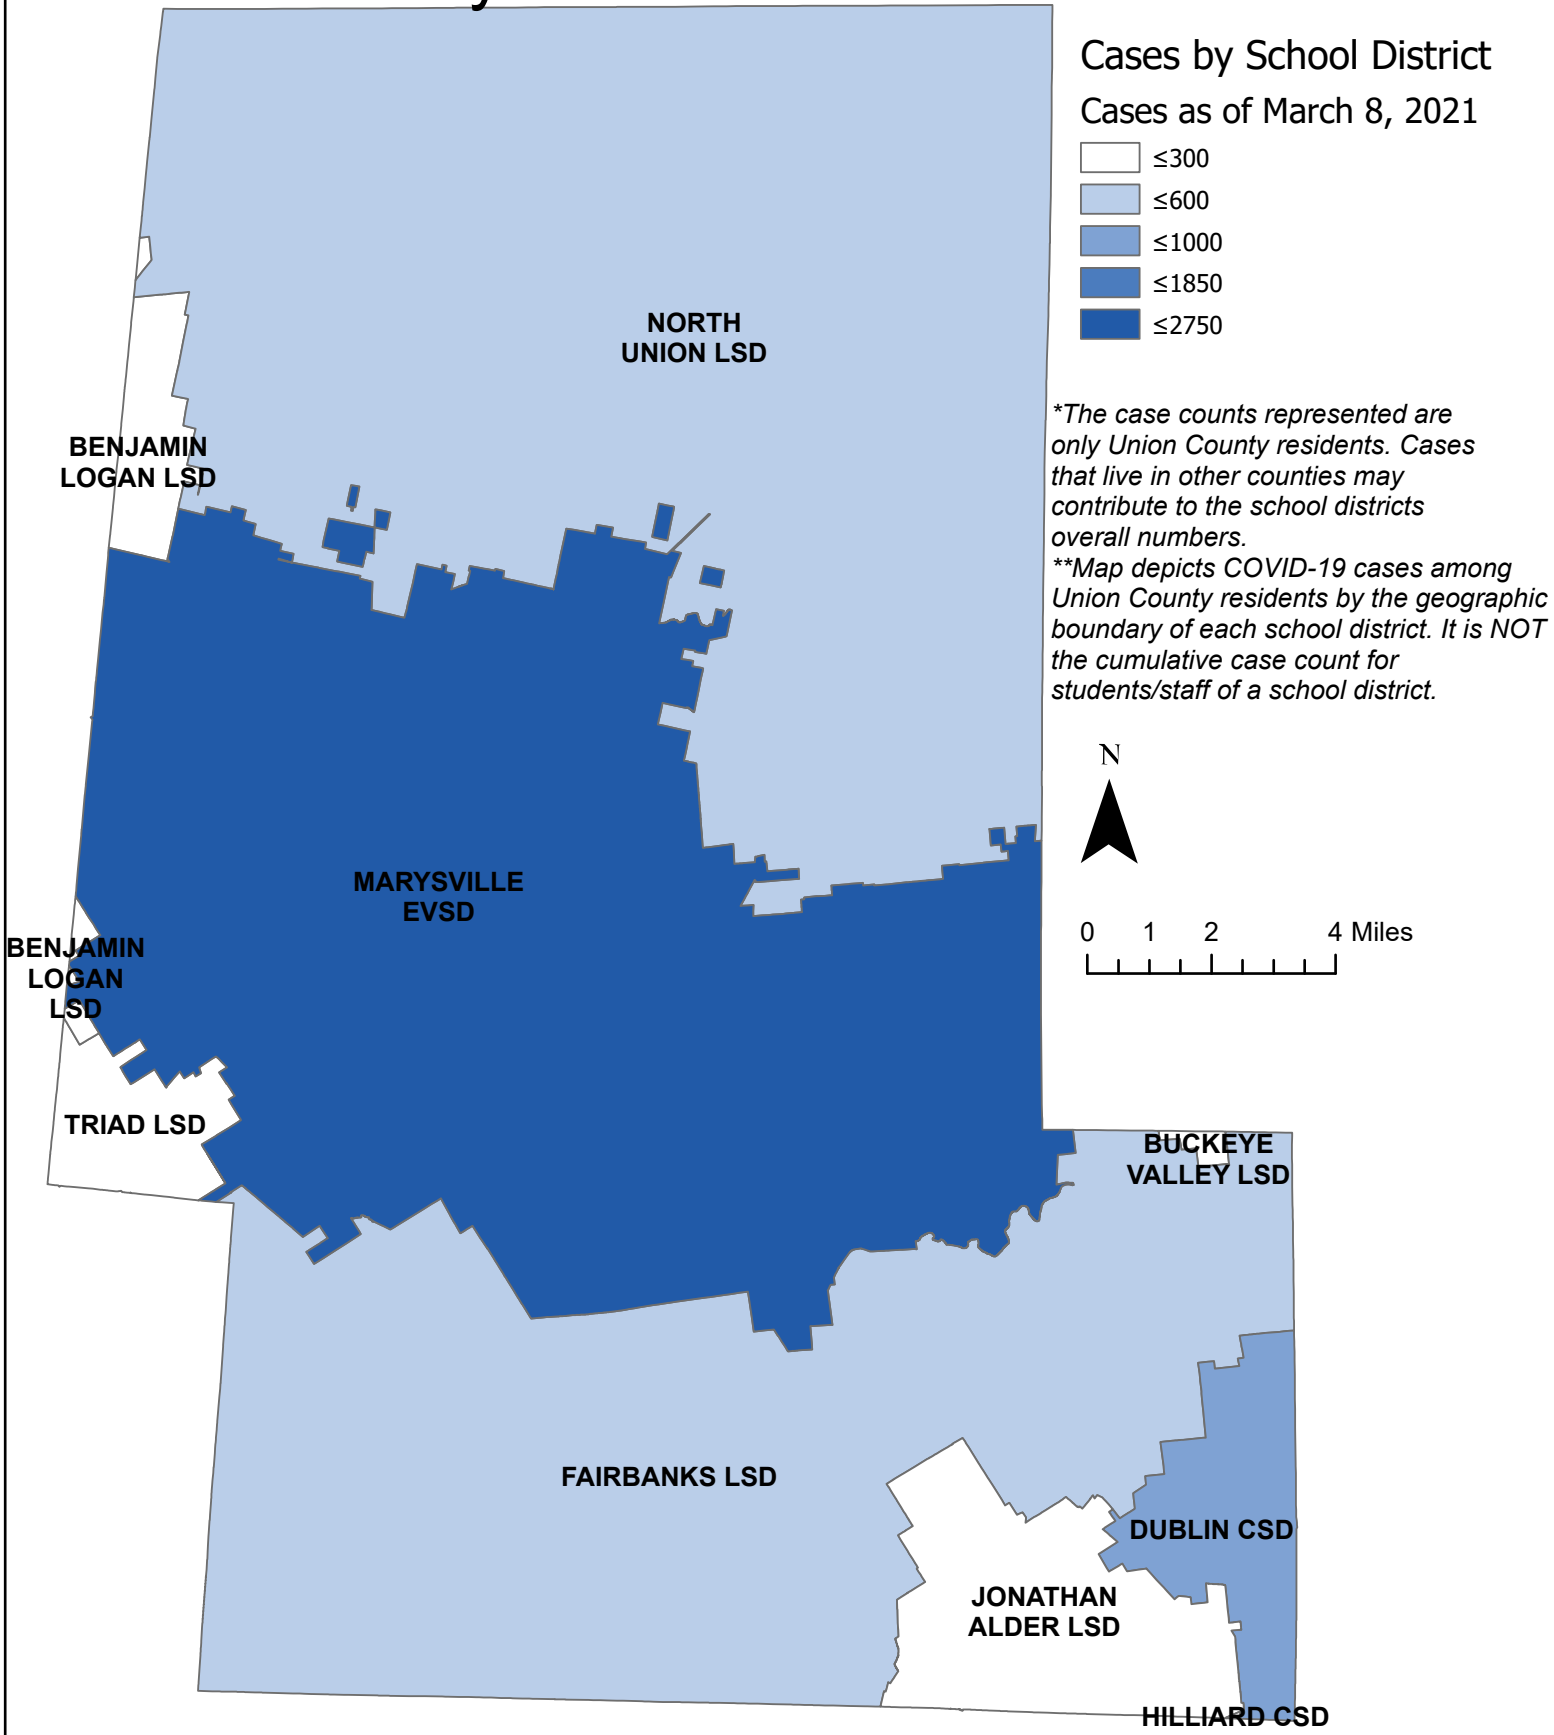 Cases by School District
Cases as of March 8, 2021
≤300
≤600
≤1000
≤1850
≤2750
NORTH
UNION LSD
*The case counts represented are
only Union County residents. Cases
that live in other counties may
contribute to the school districts
overall numbers.
**Map depicts COVID-19 cases among
Union County residents by the geographic
boundary of each school district. It is NOT
the cumulative case count for
students/staff of a school district.
BENJAMIN
LOGAN LSD
N
MARYSVILLE
EVSD
0 1 2 4 Miles
BENJAMIN
LOGAN
LSD
TRIAD LSD
BUCKEYE
VALLEY LSD
FAIRBANKS LSD
DUBLIN CSD
JONATHAN
ALDER LSD
HILLIARD CSD